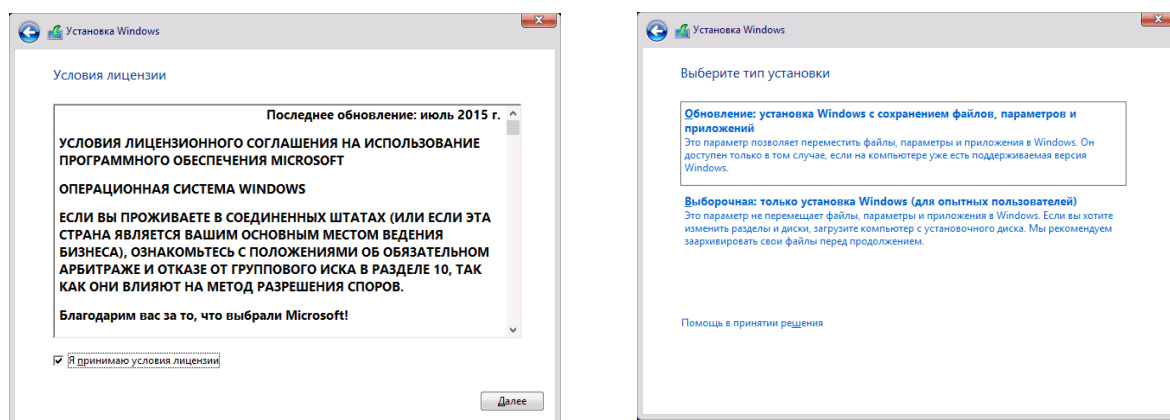 Установка Windows
Условия лицензии
Последнее обновление: июль 2015 г.
УСЛОВИЯ ЛИЦЕНЗИОННОГО СОГЛАШЕНИЯ НА ИСПОЛЬЗОВАНИЕ
ПРОГРАММНОГО ОБЕСПЕЧЕНИЯ MICROSOFT
ОПЕРАЦИОННАЯ СИСТЕМА WINDOWS
ЕСЛИ ВЫ ПРОЖИВАЕТЕ В СОЕДИНЕННЫХ ШТАТАХ (ИЛИ ЕСЛИ ЭТА
СТРАНА ЯВЛЯЕТСЯ ВАШИМ ОСНОВНЫМ МЕСТОМ ВЕДЕНИЯ
БИЗНЕСА), ОЗНАКОМЬТЕСЬ С ПОЛОЖЕНИЯМИ ОБ ОБЯЗАТЕЛЬНОМ
АРБИТРАЖЕ И ОТКАЗЕ ОТ ГРУППОВОГО ИСКА В РАЗДЕЛЕ 10, ТАК
КАК ОНИ ВЛИЯЮТ НА МЕТОД РАЗРЕШЕНИЯ СПОРОВ.
Благодарим вас за то, что выбрали Microsoft!
Я принимаю условия лицензии
Далее
Установка Windows
Выберите тип установки
Обновление: установка Windows с сохранением файлов, параметров и
приложений
Это параметр позволяет переместить файлы, параметры и приложения в Windows. Он
доступен только в том случае, если на компьютере уже есть поддерживаемая версия
Windows.
Выборочная: только установка Windows (для опытных пользователей)
Это параметр не перемещает файлы, параметры и приложения в Windows. Если вы хотите
изменить разделы и диски, загрузите компьютер с установочного диска. Мы рекомендуем
заархивировать свои файлы перед продолжением.
Помощь в принятии решения